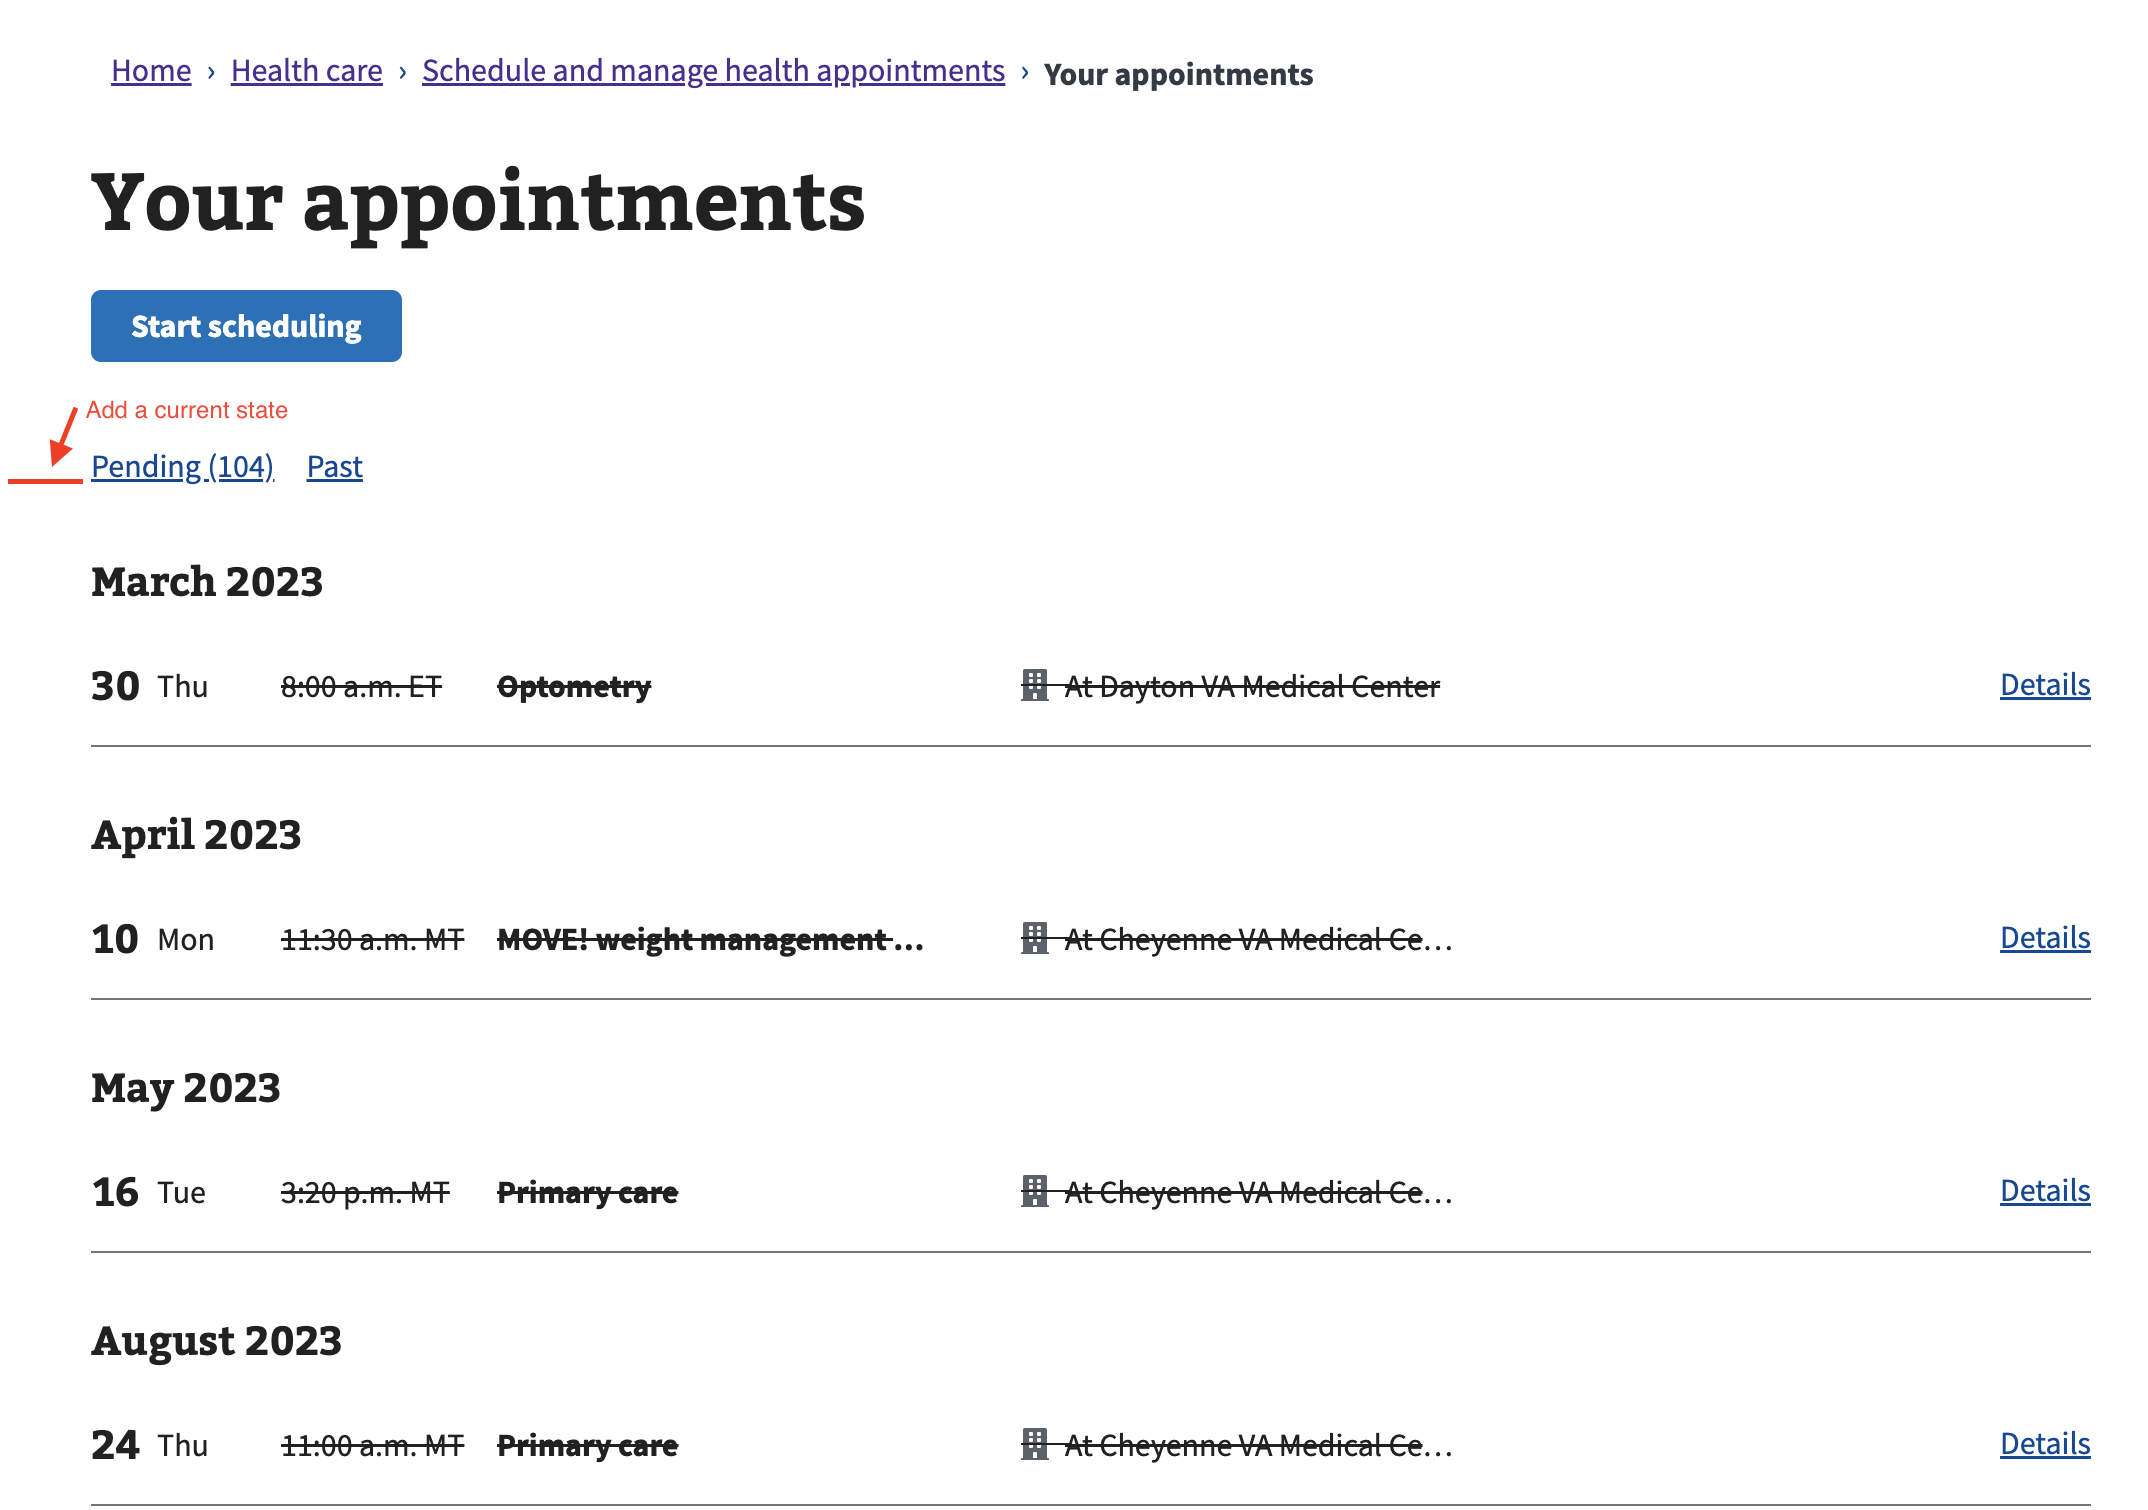 Home › Health care › Schedule and manage health appointments › Your appointments
Your appointments
Start scheduling
Add a current state
Pending (104) Past
March 2023
30 Thu 8:00 a.m. ET Optometry At Dayton VA Medical Center Details
April 2023
10 Mon 11:30 a.m. MT MOVE! weight management ... At Cheyenne VA Medical Ce... Details
May 2023
16 Tue 3:20 p.m. MT Primary care At Cheyenne VA Medical Ce... Details
August 2023
24 Thu 11:00 a.m. MT Primary care At Cheyenne VA Medical Ce... Details